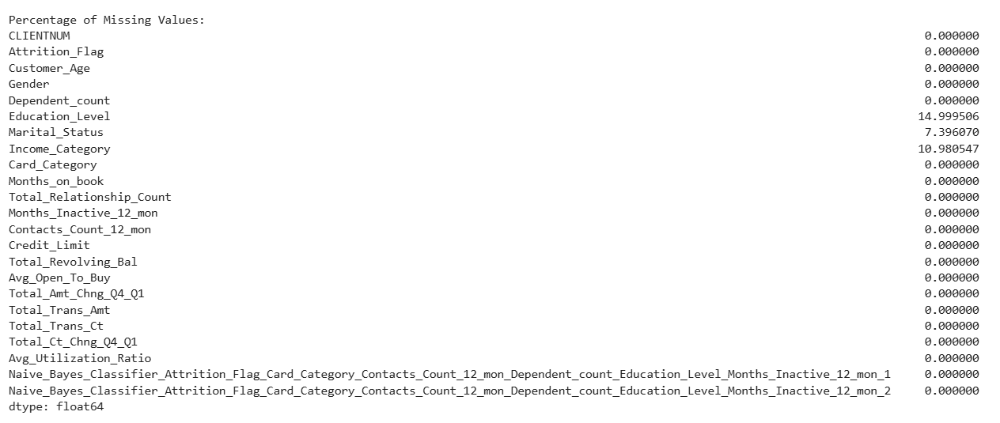 Percentage of Missing Values:
CLIENTNUM 0.000000
Attrition_Flag 0.000000
Customer_Age 0.000000
Gender 0.000000
Dependent_count 0.000000
Education_Level 14.999506
Marital_Status 7.396070
Income_Category 10.980547
Card_Category 0.000000
Months_on_book 0.000000
Total_Relationship_Count 0.000000
Months_Inactive_12_mon 0.000000
Contacts_Count_12_mon 0.000000
Credit_Limit 0.000000
Total_Revolving_Bal 0.000000
Avg_Open_To_Buy 0.000000
Total_Amt_Chng_Q4_Q1 0.000000
Total_Trans_Amt 0.000000
Total_Trans_Ct 0.000000
Total_Ct_Chng_Q4_Q1 0.000000
Avg_Utilization_Ratio 0.000000
Naive_Bayes_Classifier_Attrition_Flag_Card_Category_Contacts_Count_12_mon_Dependent_count_Education_Level_Months_Inactive_12_mon_1 0.000000
Naive_Bayes_Classifier_Attrition_Flag_Card_Category_Contacts_Count_12_mon_Dependent_count_Education_Level_Months_Inactive_12_mon_2 0.000000
dtype: float64